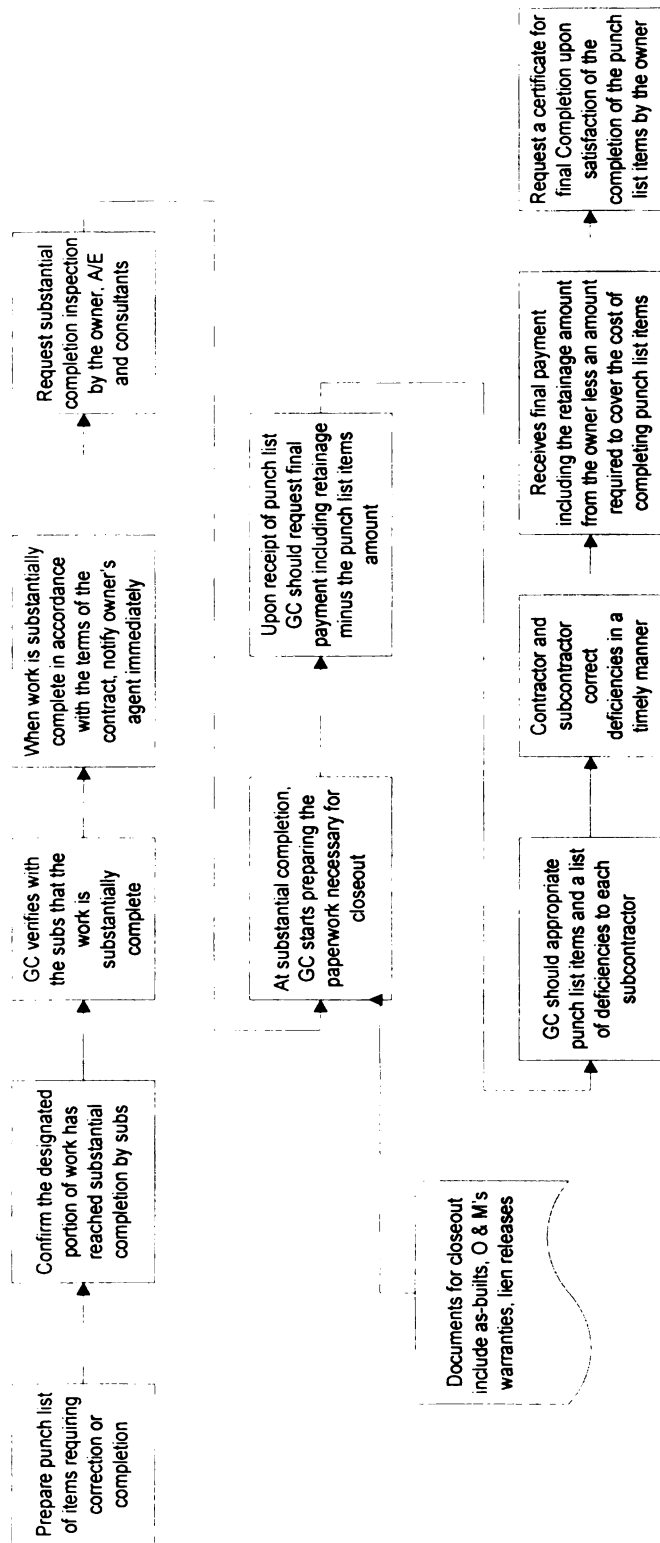 Prepare punch list
of items requiring
correction or
completion
Confirm the designated
portion of work has
reached substantial
completion by subs
GC verifies with
the subs that the
work is
substantially
complete
When work is substantially
complete in accordance
with the terms of the
contract, notify owner's
agent immediately
Request substantial
completion inspection
by the owner, A/E
and consultants
At substantial completion,
GC starts preparing the
paperwork necessary for
closeout
Upon receipt of punch list
GC should request final
payment including retainage
minus the punch list items
amount
Documents for closeout
include as-builts, O & M's
warranties, lien releases
GC should appropriate
punch list items and a list
of deficiencies to each
subcontractor
Contractor and
subcontractor
correct
deficiencies in a
timely manner
Receives final payment
including the retainage amount
from the owner less an amount
required to cover the cost of
completing punch list items
Request a certificate for
final Completion upon
satisfaction of the
completion of the punch
list items by the owner